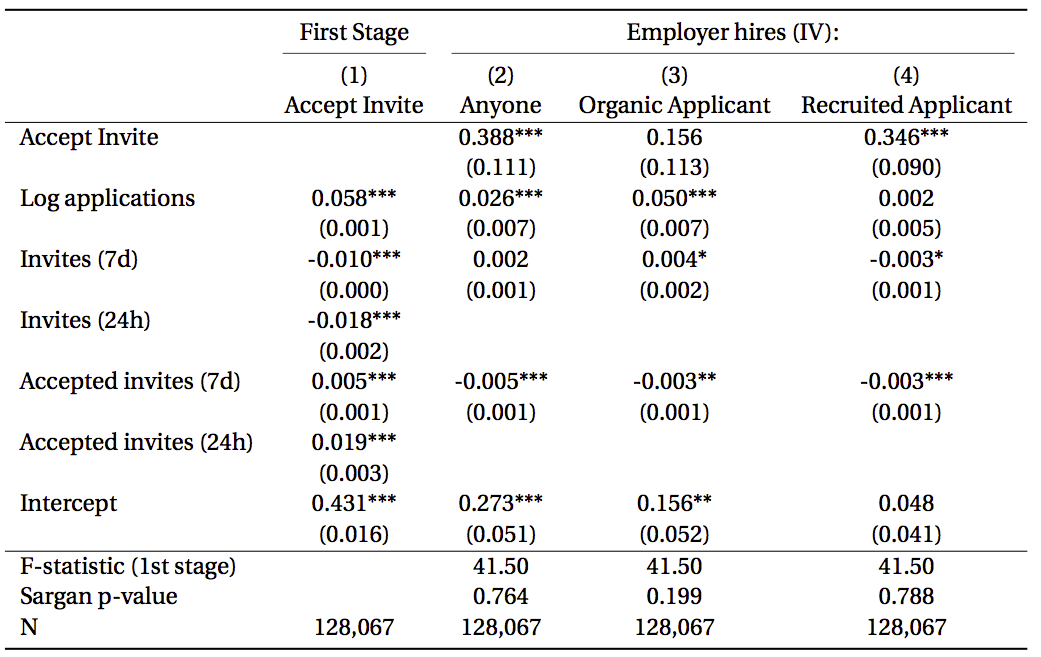 First Stage Employer hires (IV):
(1) (2) (3) (4)
Accept Invite Anyone Organic Applicant Recruited Applicant
Accept Invite 0.388*** 0.156 0.346***
(0.111) (0.113) (0.090)
Log applications 0.058*** 0.026*** 0.050*** 0.002
(0.001) (0.007) (0.007) (0.005)
Invites (7d) -0.010*** 0.002 0.004* -0.003*
(0.000) (0.001) (0.002) (0.001)
Invites (24h) -0.018***
(0.002)
Accepted invites (7d) 0.005*** -0.005*** -0.003** -0.003***
(0.001) (0.001) (0.001) (0.001)
Accepted invites (24h) 0.019***
(0.003)
Intercept 0.431*** 0.273*** 0.156** 0.048
(0.016) (0.051) (0.052) (0.041)
F-statistic (1st stage) 41.50 41.50 41.50
Sargan p-value 0.764 0.199 0.788
N 128,067 128,067 128,067 128,067